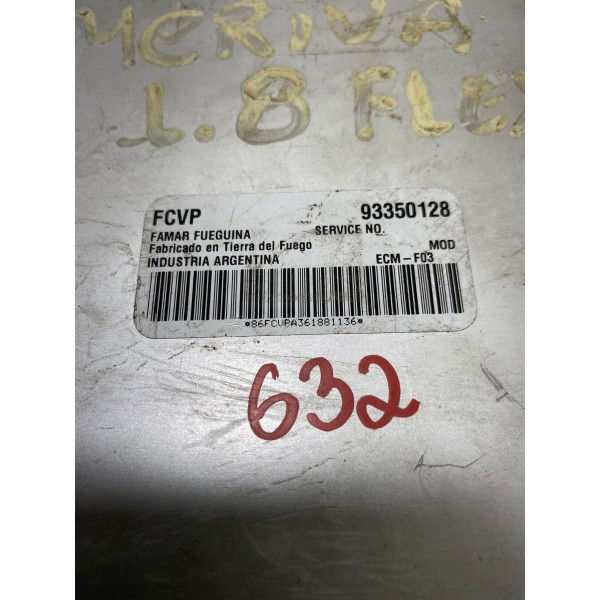 MERIVA
1.8 FLEX
FCVP 93350128
FAMAR FUEGUINA SERVICE NO.
Fabricado en Tierra del Fuego MOD
INDUSTRIA ARGENTINA ECM-F03
*86FCVPA361881136*
632